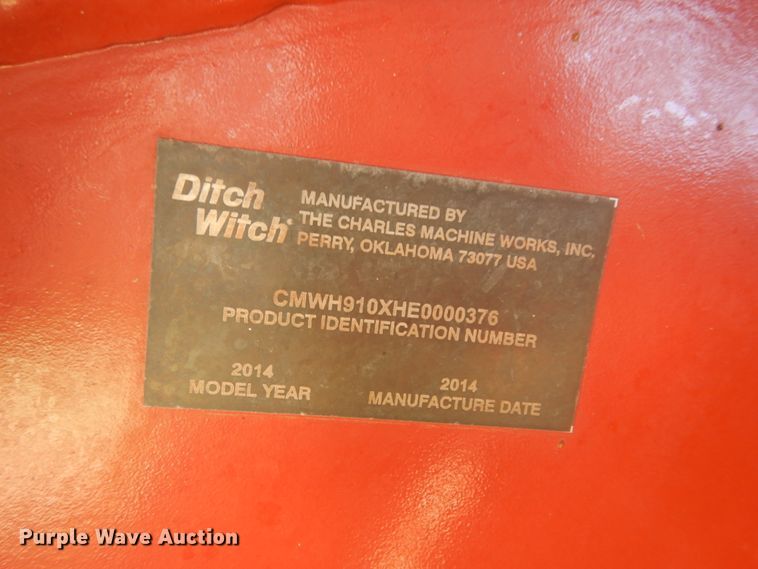 Ditch
Witch®
MANUFACTURED BY
THE CHARLES MACHINE WORKS, INC.
PERRY, OKLAHOMA 73077 USA
CMWH910XHE0000376
PRODUCT IDENTIFICATION NUMBER
2014
MODEL YEAR
2014
MANUFACTURE DATE
Purple Wave Auction